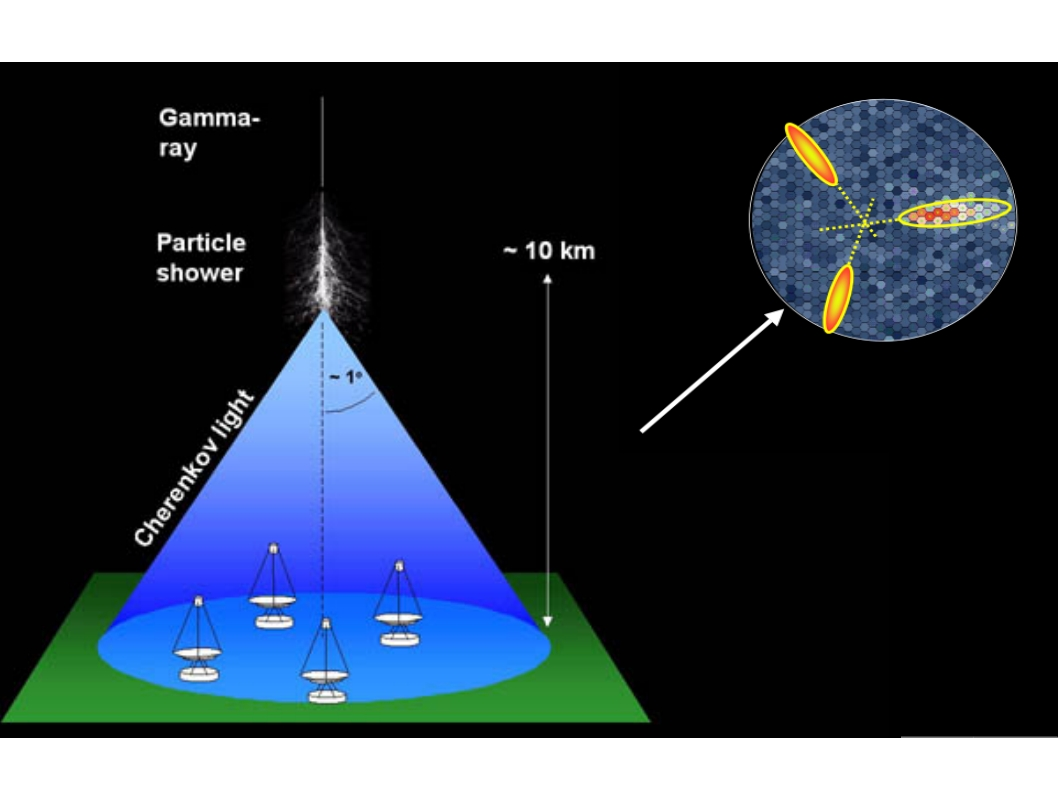 Gamma-
ray
Particle
shower
~ 10 km
~ 1°
Cherenkov light